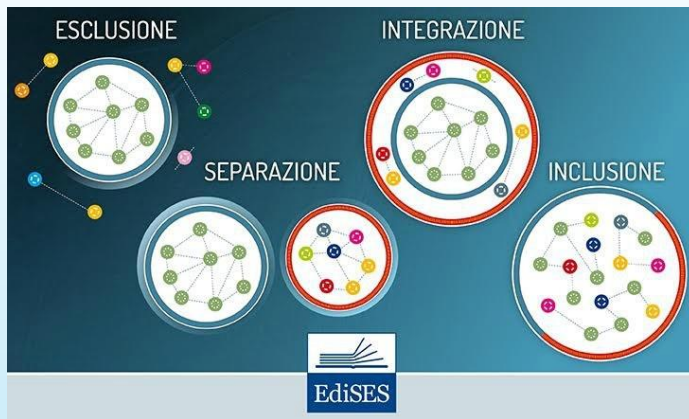 ESCLUSIONE
INTEGRAZIONE
SEPARAZIONE
INCLUSIONE
EdiSES